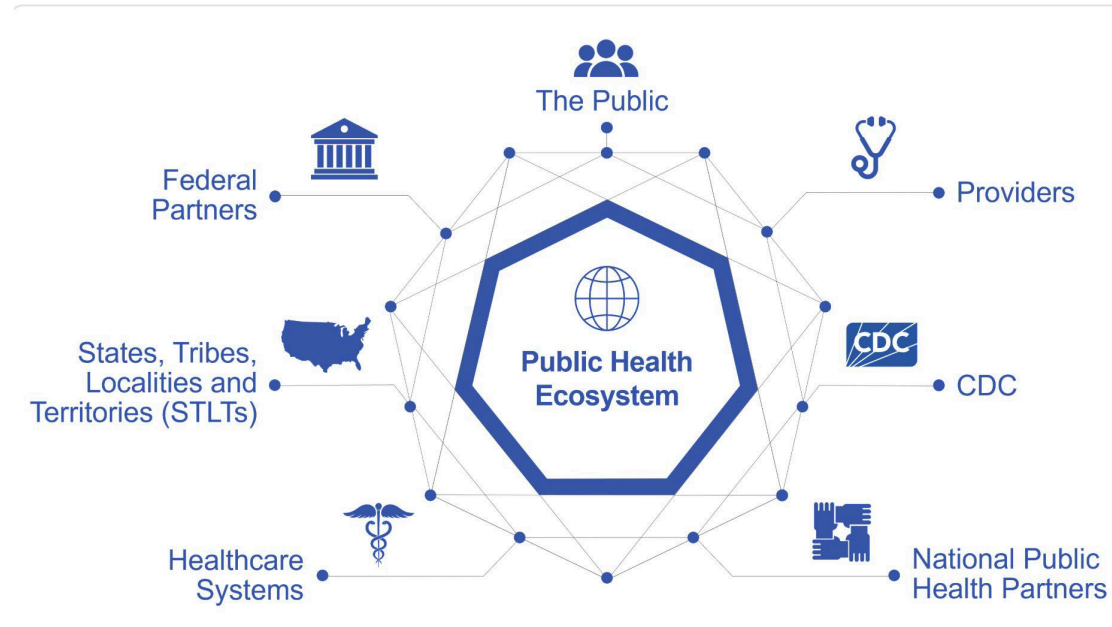 The Public
Federal
Partners
Providers
Public Health
Ecosystem
States, Tribes,
Localities and
Territories (STLTs)
CDC
CDC
Healthcare
Systems
National Public
Health Partners